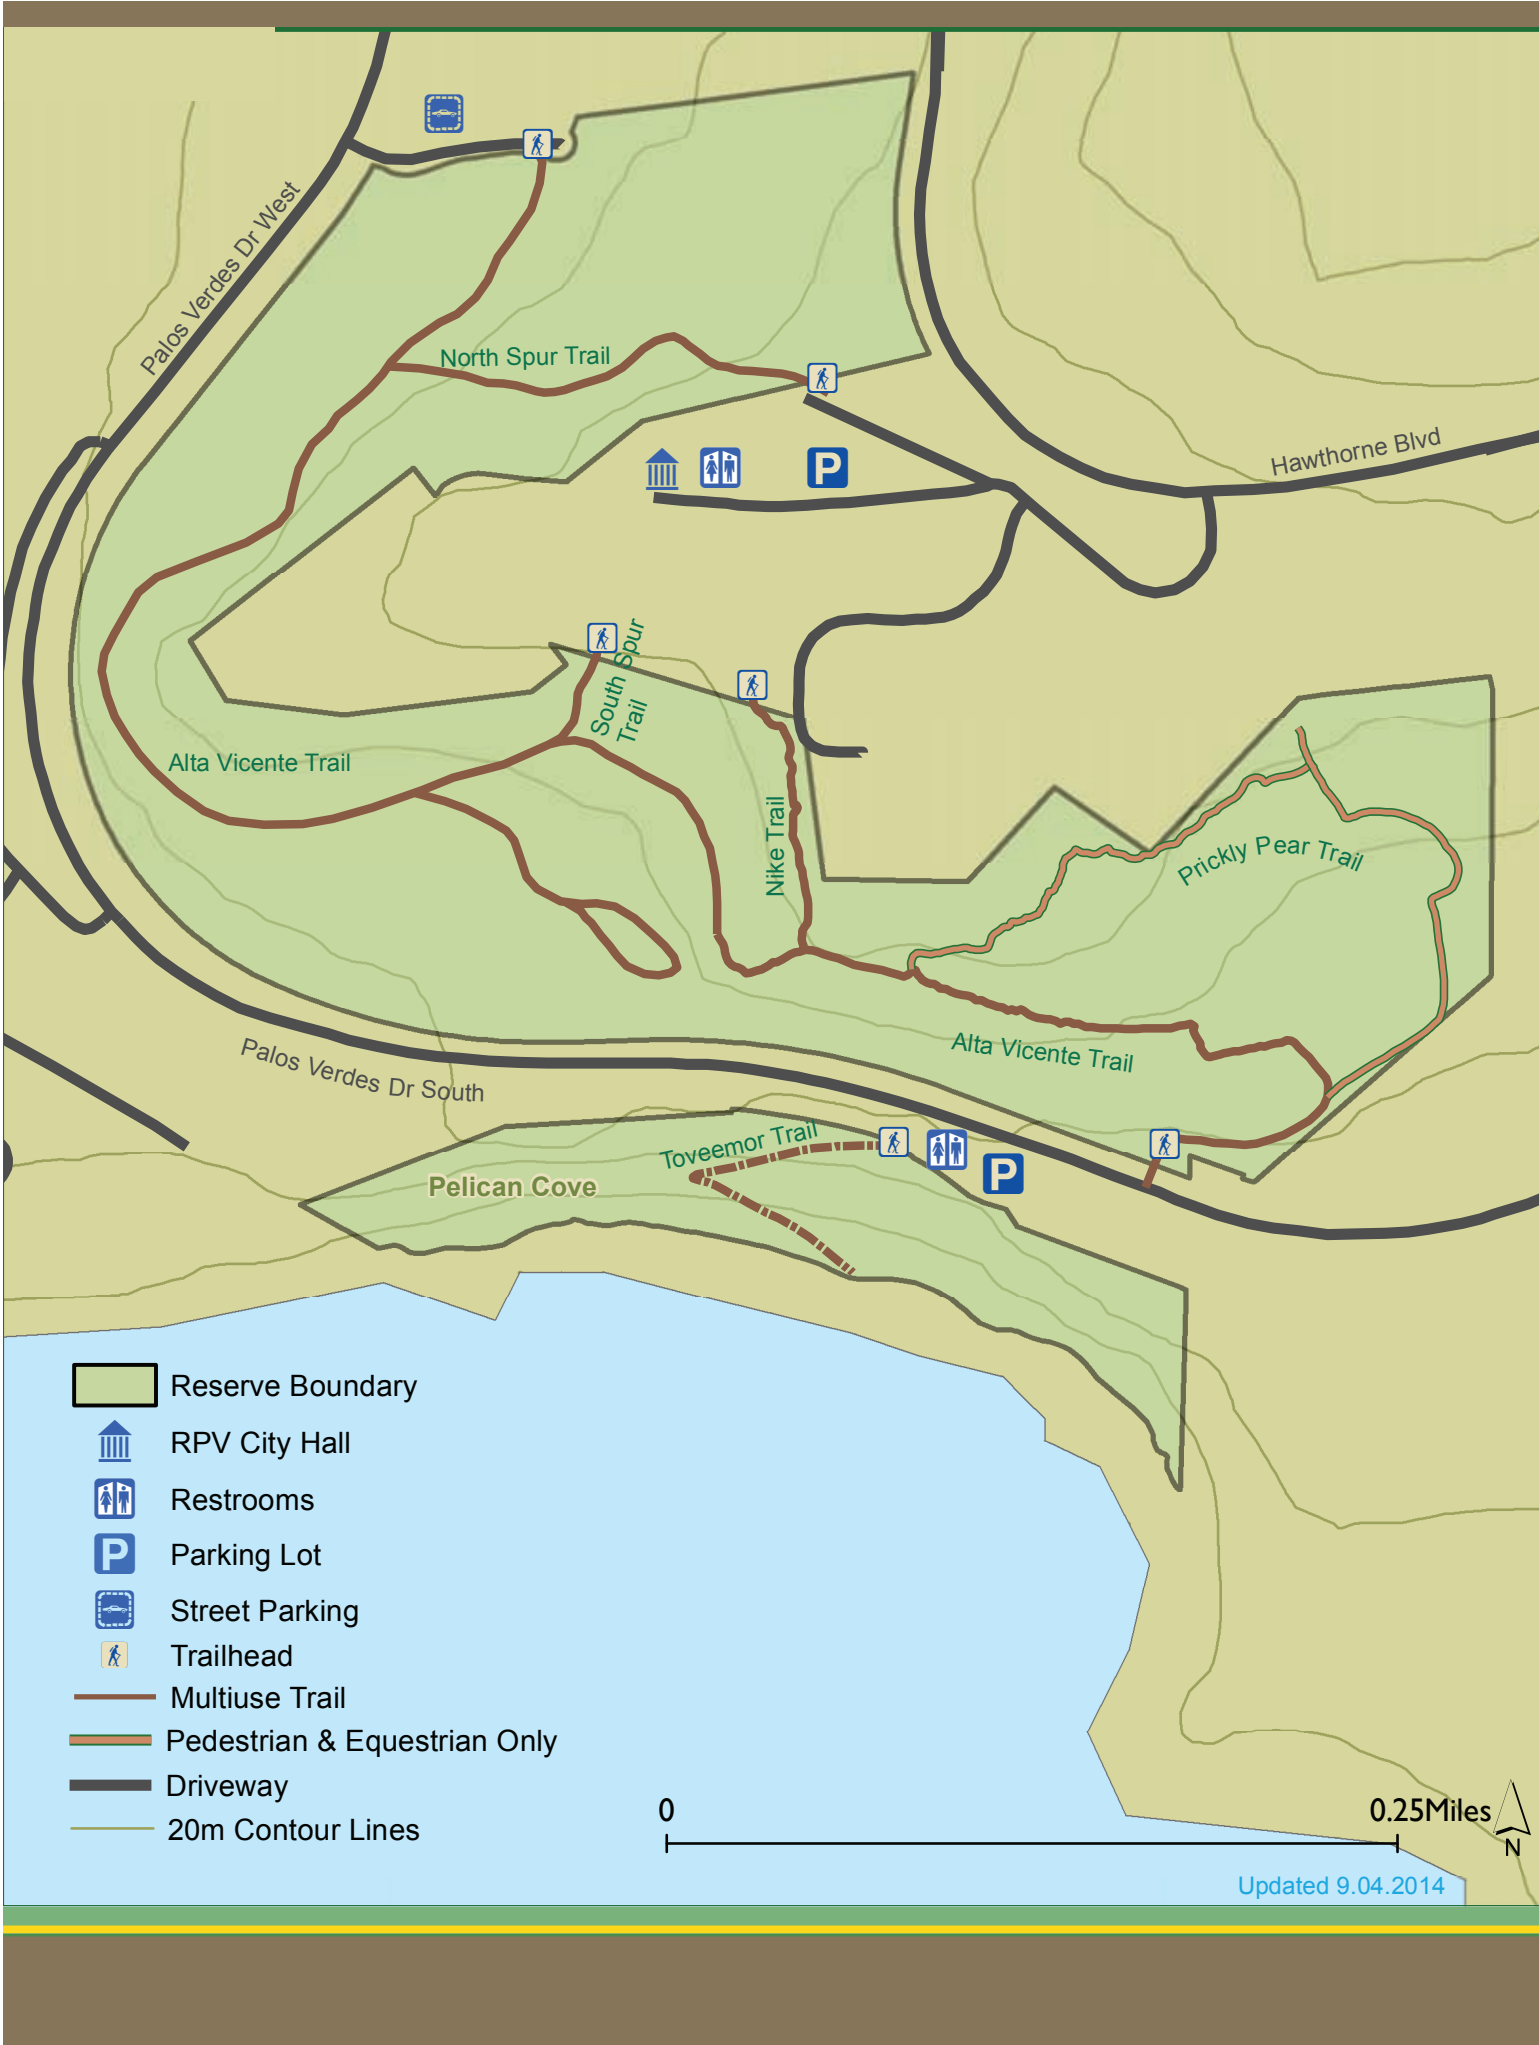 Palos Verdes Dr West
North Spur Trail
Hawthorne Blvd
P
South Spur
Trail
Alta Vicente Trail
Nike Trail
Prickly Pear Trail
Alta Vicente Trail
Palos Verdes Dr South
Toveemor Trail
P
Pelican Cove
Reserve Boundary
RPV City Hall
Restrooms
P Parking Lot
Street Parking
Trailhead
Multiuse Trail
Pedestrian & Equestrian Only
Driveway
20m Contour Lines
0 0.25Miles
N
Updated 9.04.2014